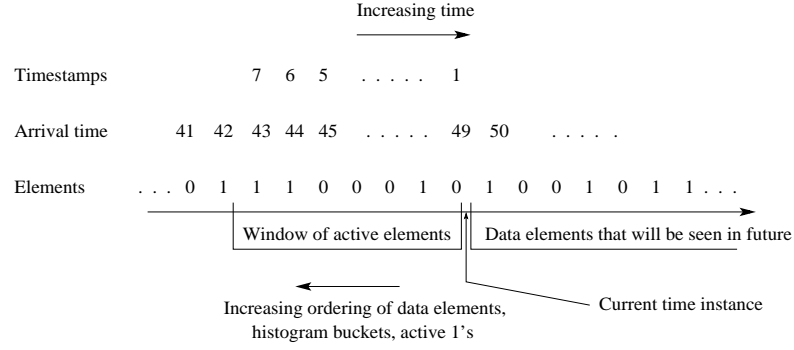 Increasing time
Timestamps 7 6 5 . . . . . 1
Arrival time 41 42 43 44 45 . . . . . 49 50 . . . . .
Elements . . . 0 1 1 1 0 0 0 1 0 1 0 0 1 0 1 1 . . .
Window of active elements Data elements that will be seen in future
Increasing ordering of data elements,
histogram buckets, active 1's
Current time instance